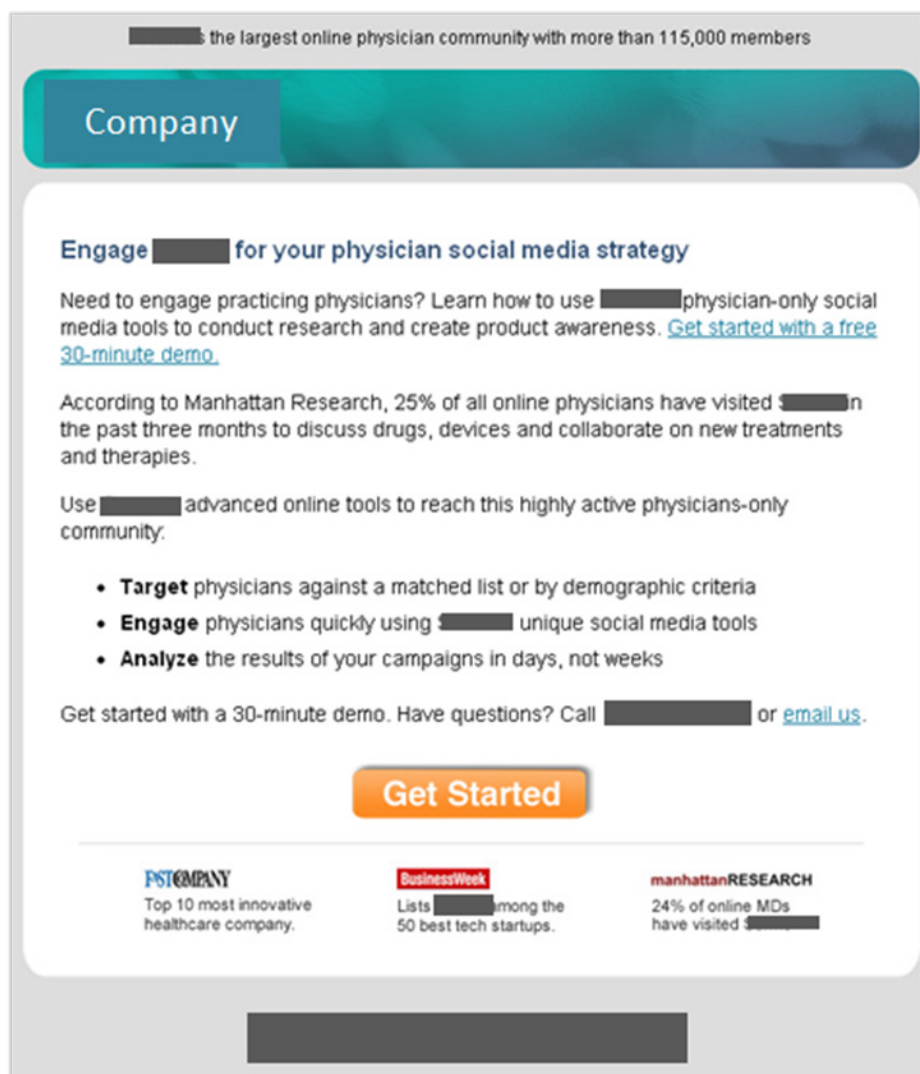 s the largest online physician community with more than 115,000 members
Company
Engage for your physician social media strategy
Need to engage practicing physicians? Learn how to use physician-only social
media tools to conduct research and create product awareness. Get started with a free
30-minute demo.
According to Manhattan Research, 25% of all online physicians have visited S in
the past three months to discuss drugs, devices and collaborate on new treatments
and therapies.
Use advanced online tools to reach this highly active physicians-only
community:
• Target physicians against a matched list or by demographic criteria
• Engage physicians quickly using S unique social media tools
• Analyze the results of your campaigns in days, not weeks
Get started with a 30-minute demo. Have questions? Call or email us.
Get Started
FAST COMPANY
Top 10 most innovative
healthcare company.
BusinessWeek
Lists among the
50 best tech startups.
manhattanRESEARCH
24% of online MDs
have visited